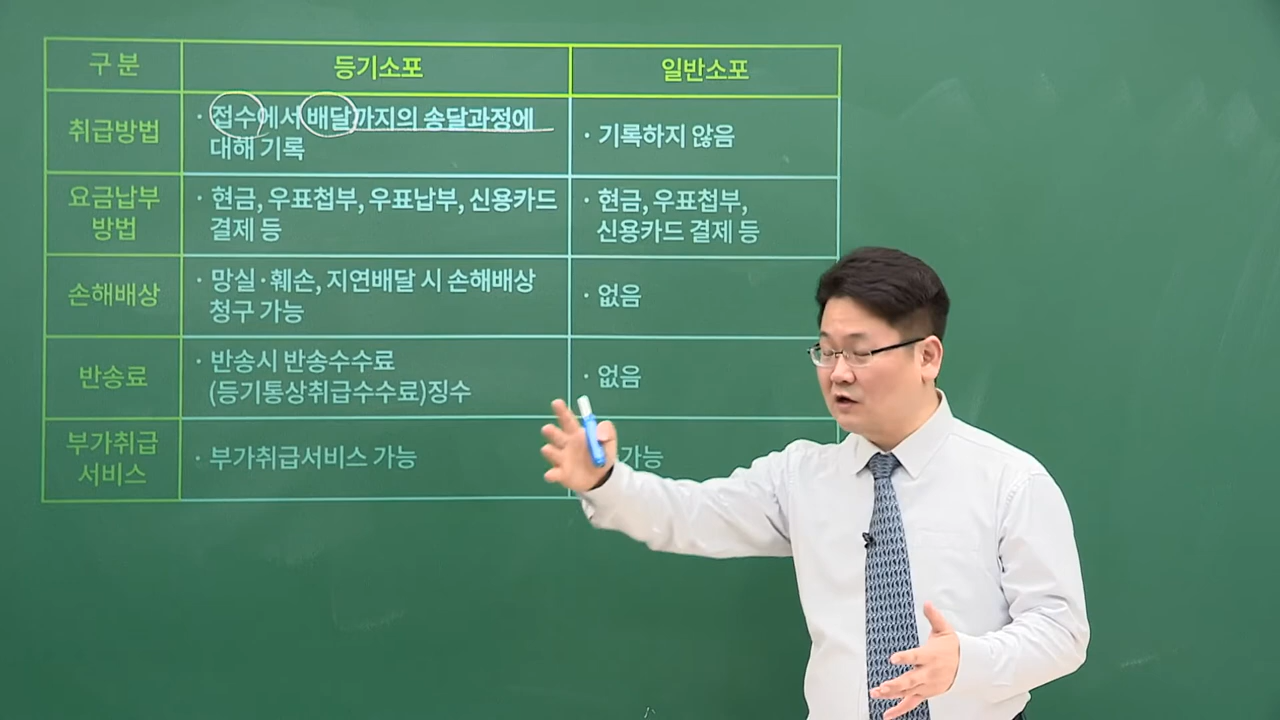 구 분 등기소포 일반소포
취급방법
· 접수에서 배달까지의 송달과정에
대해 기록
· 기록하지 않음
요금납부
방법
· 현금, 우표첩부, 우표납부, 신용카드
결제 등
· 현금, 우표첩부,
신용카드 결제 등
손해배상
· 망실·훼손, 지연배달 시 손해배상
청구 가능
· 없음
반송료
· 반송시 반송수수료
(등기통상취급수수료)징수
· 없음
부가취급
서비스
· 부가취급서비스 가능
가능